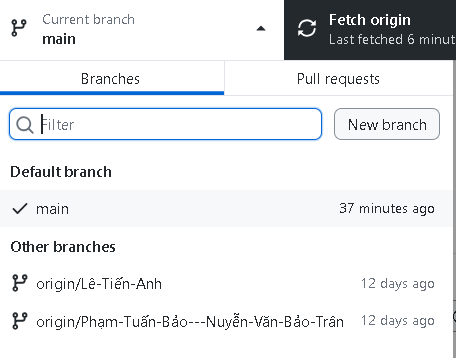 Current branch
main
Fetch origin
Last fetched 6 minut
Branches
Pull requests
Filter
New branch
Default branch
main
37 minutes ago
Other branches
origin/Lê-Tiến-Anh
12 days ago
origin/Phạm-Tuấn-Bảo---Nuyễn-Văn-Bảo-Trân
12 days ago